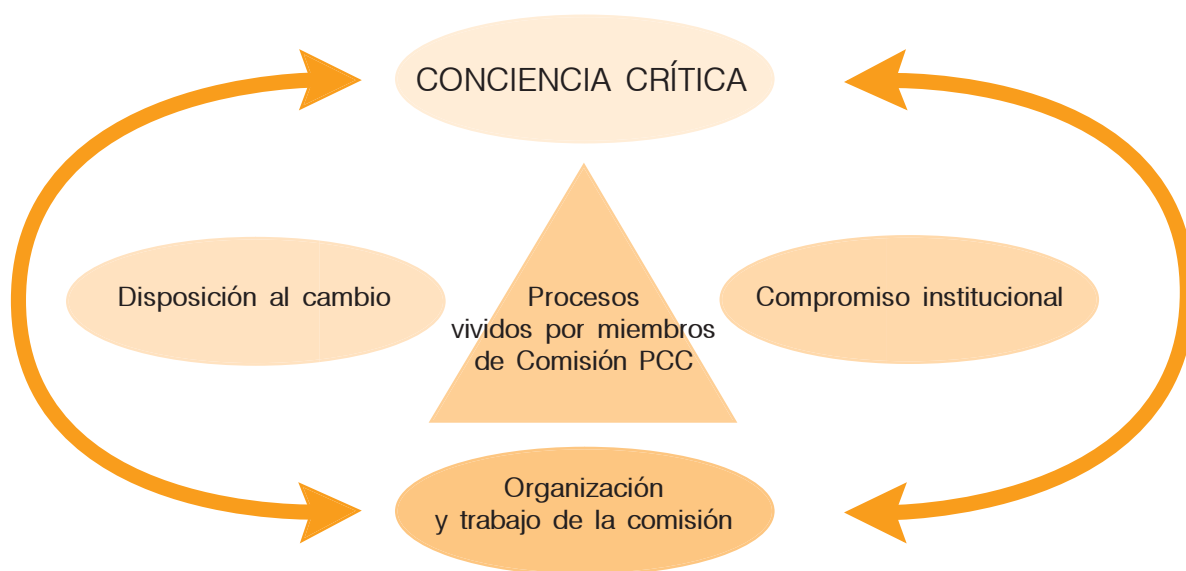 CONCIENCIA CRÍTICA
Disposición al cambio
Procesos
vividos por miembros
de Comisión PCC
Compromiso institucional
Organización
y trabajo de la comisión